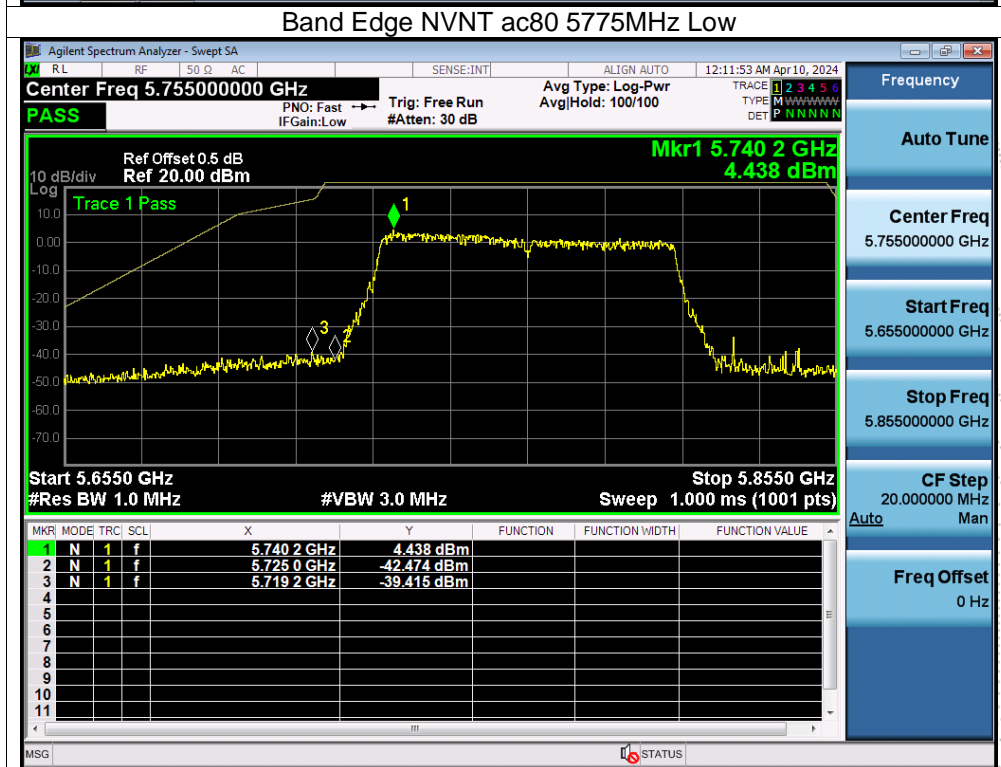 Band Edge NVNT ac80 5775MHz Low
Agilent Spectrum Analyzer - Swept SA
LXI RL RF 50 Ω AC SENSE:INT ALIGN AUTO 12:11:53 AM Apr 10, 2024
Center Freq 5.755000000 GHz
PASS
PNO: Fast
IFGain:Low
Trig: Free Run
#Atten: 30 dB
Avg Type: Log-Pwr
Avg|Hold: 100/100
TRACE 1 2 3 4 5 6
TYPE M WWWWW
DET P N N N N N
Ref Offset 0.5 dB
10 dB/div Ref 20.00 dBm
Log
Mkr1 5.740 2 GHz
4.438 dBm
Trace 1 Pass
10.0
0.00
-10.0
-20.0
-30.0
-40.0
-50.0
-60.0
-70.0
1
3
2
Start 5.6550 GHz Stop 5.8550 GHz
#Res BW 1.0 MHz #VBW 3.0 MHz Sweep 1.000 ms (1001 pts)
MKR MODE TRC SCL X Y FUNCTION FUNCTION WIDTH FUNCTION VALUE
1 N 1 f 5.740 2 GHz 4.438 dBm
2 N 1 f 5.725 0 GHz -42.474 dBm
3 N 1 f 5.719 2 GHz -39.415 dBm
4
5
6
7
8
9
10
11
MSG STATUS
Frequency
Auto Tune
Center Freq
5.755000000 GHz
Start Freq
5.655000000 GHz
Stop Freq
5.855000000 GHz
CF Step
20.000000 MHz
Auto Man
Freq Offset
0 Hz